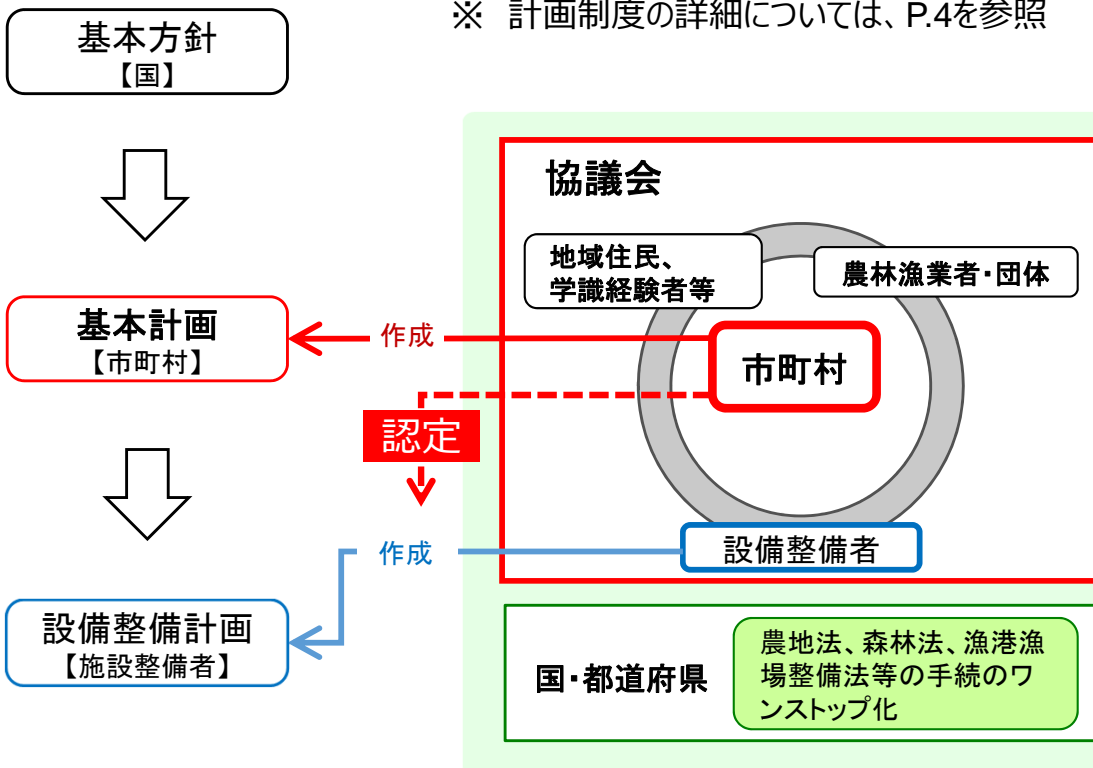 ※ 計画制度の詳細については、P.4を参照
基本方針
【国】
基本計画
【市町村】
設備整備計画
【施設整備者】
作成
認定
作成
協議会
地域住民、
学識経験者等
農林漁業者・団体
市町村
設備整備者
国・都道府県
農地法、森林法、漁港漁
場整備法等の手続のワ
ンストップ化